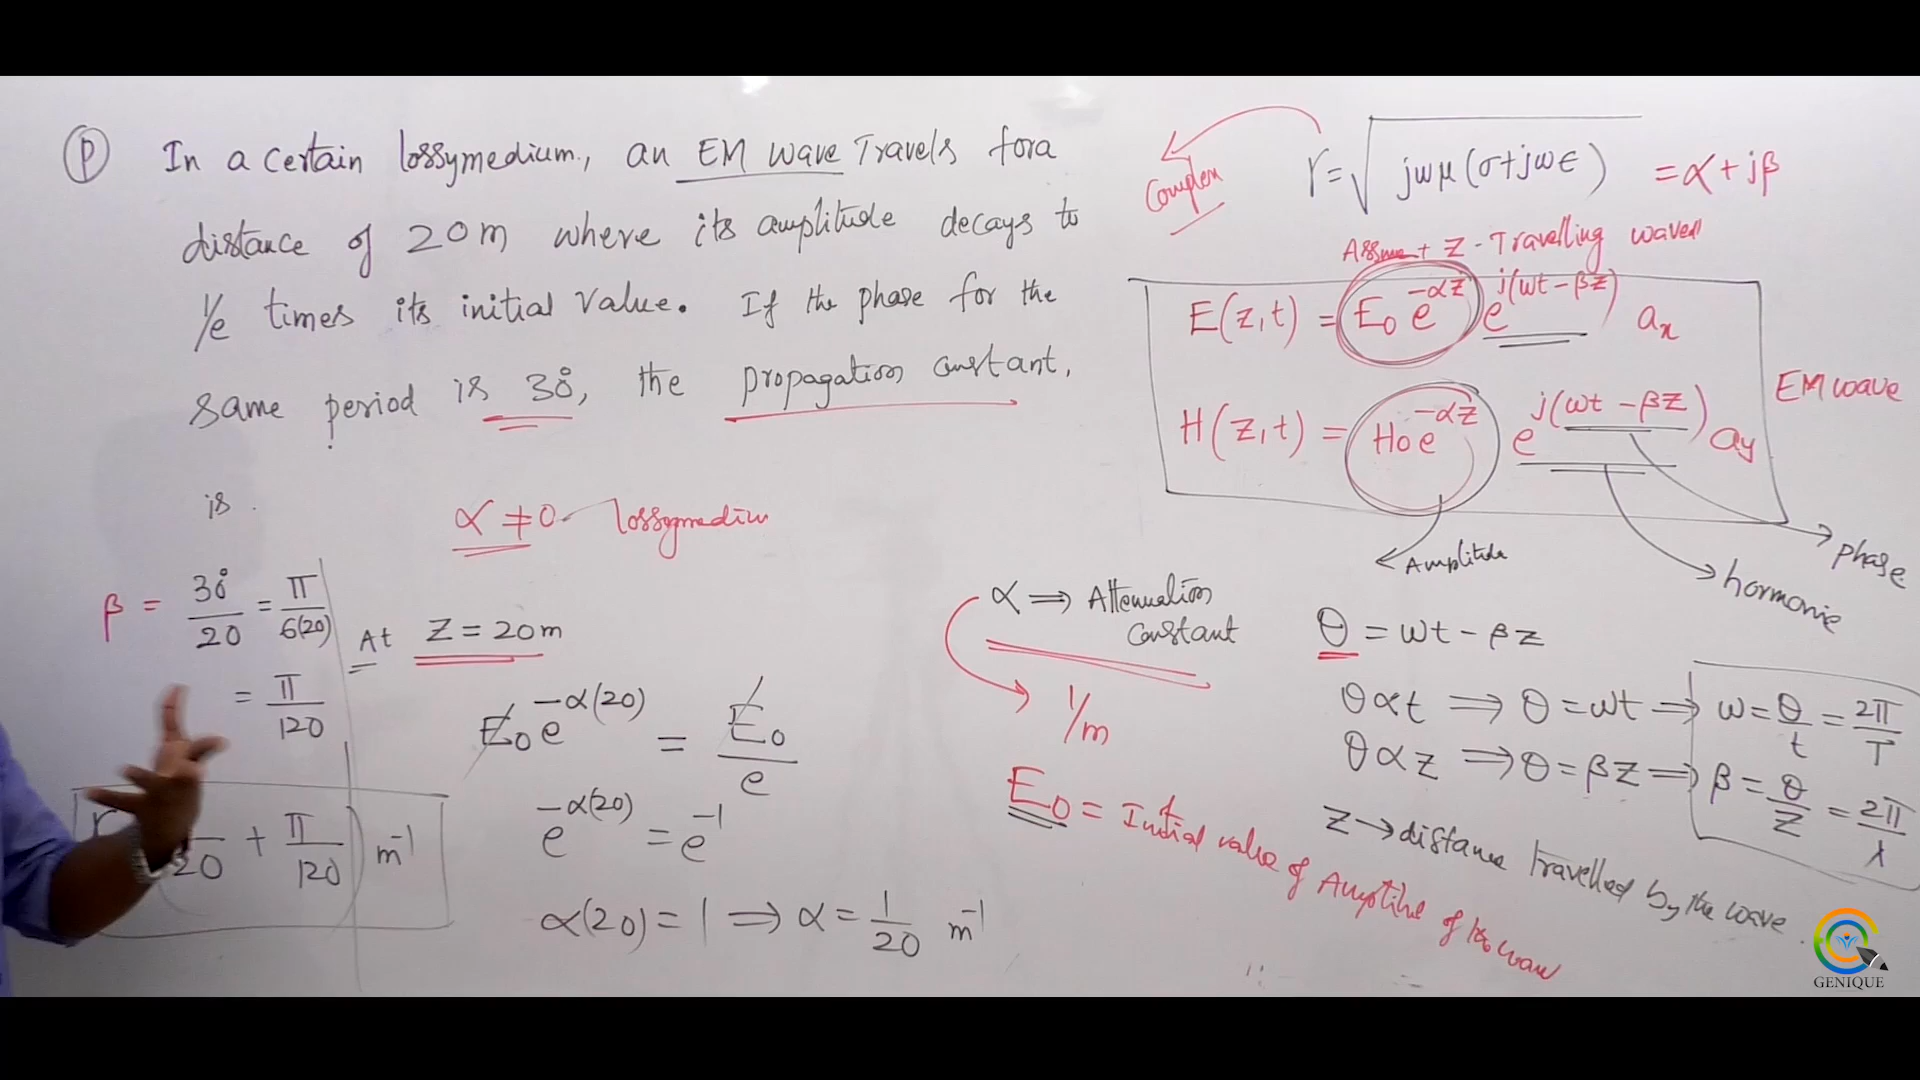 P In a certain lossymedium, an EM wave Travels for a
distance of 20m where its amplitude decays to
1/e times its initial value. If the phase for the
same period is 30°, the propagation constant,
is.
α ≠ 0 - lossymedium
β = 30°/20 = π/6(20)
= π/120
At Z = 20m
E₀e^-α(20) = E₀/e
e^-α(20) = e^-1
α(20) = 1 ⟹ α = 1/20 m^-1
20 + π/120) m^-1
Complex
γ = √jωμ(σ+jωϵ) = α + jβ
Assume + Z - Travelling waves
E(z,t) = E₀ e^-αz e^j(ωt - βz) aₓ
H(z,t) = H₀ e^-αz e^j(ωt - βz) ay
EM wave
Amplitude
phase
harmonic
α ⟹ Attenuation
Constant
1/m
E₀ = Initial value of Amplitude of the wave
θ = ωt - βz
θ α t ⟹ θ = ωt ⟹ ω = θ/t = 2π/T
θ α z ⟹ θ = βz ⟹ β = θ/z = 2π/λ
Z → distance travelled by the wave.
GENIQUE